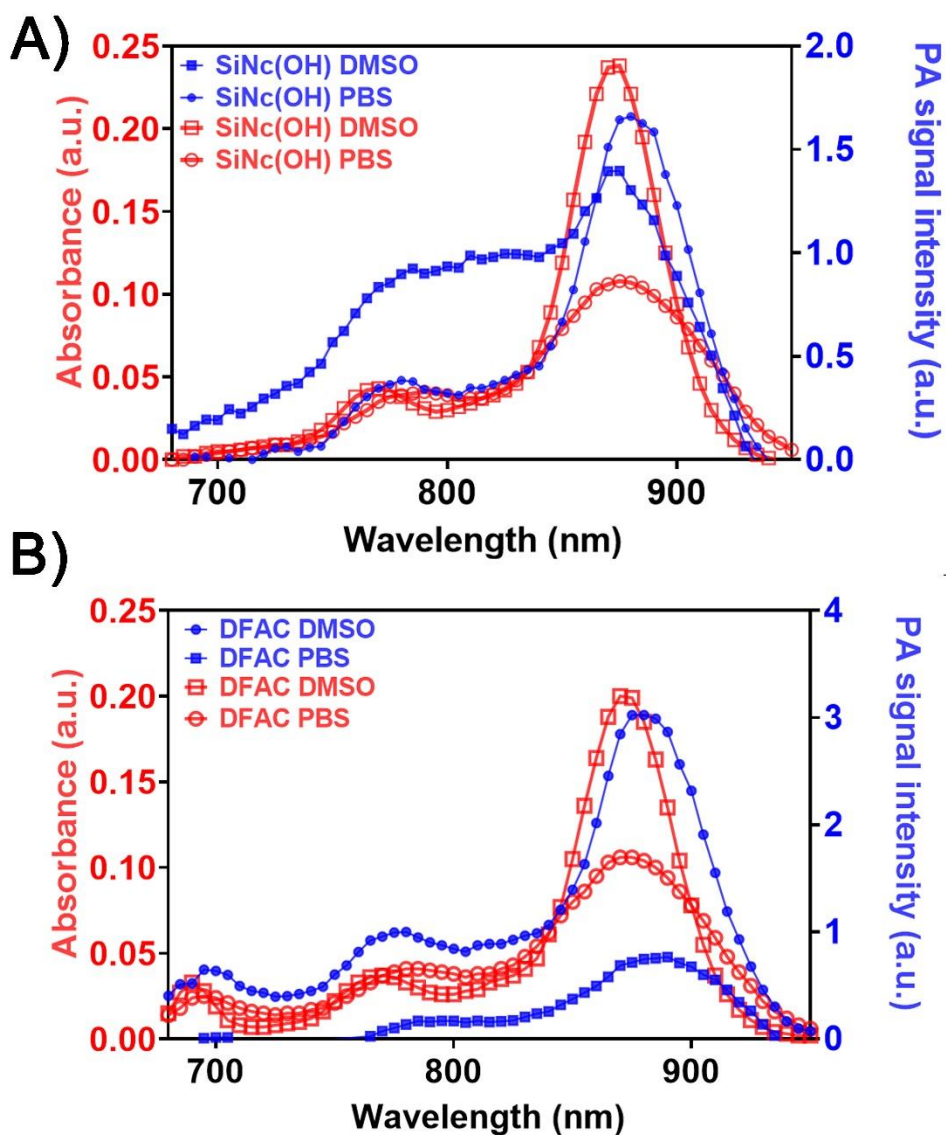 A)
SiNc(OH) DMSO
SiNc(OH) PBS
SiNc(OH) DMSO
SiNc(OH) PBS
Absorbance (a.u.)
0.25
0.20
0.15
0.10
0.05
0.00
2.0
1.5
1.0
0.5
0.0
PA signal intensity (a.u.)
700 800 900
Wavelength (nm)
B)
DFAC DMSO
DFAC PBS
DFAC DMSO
DFAC PBS
Absorbance (a.u.)
0.25
0.20
0.15
0.10
0.05
0.00
4
3
2
1
0
PA signal intensity (a.u.)
700 800 900
Wavelength (nm)